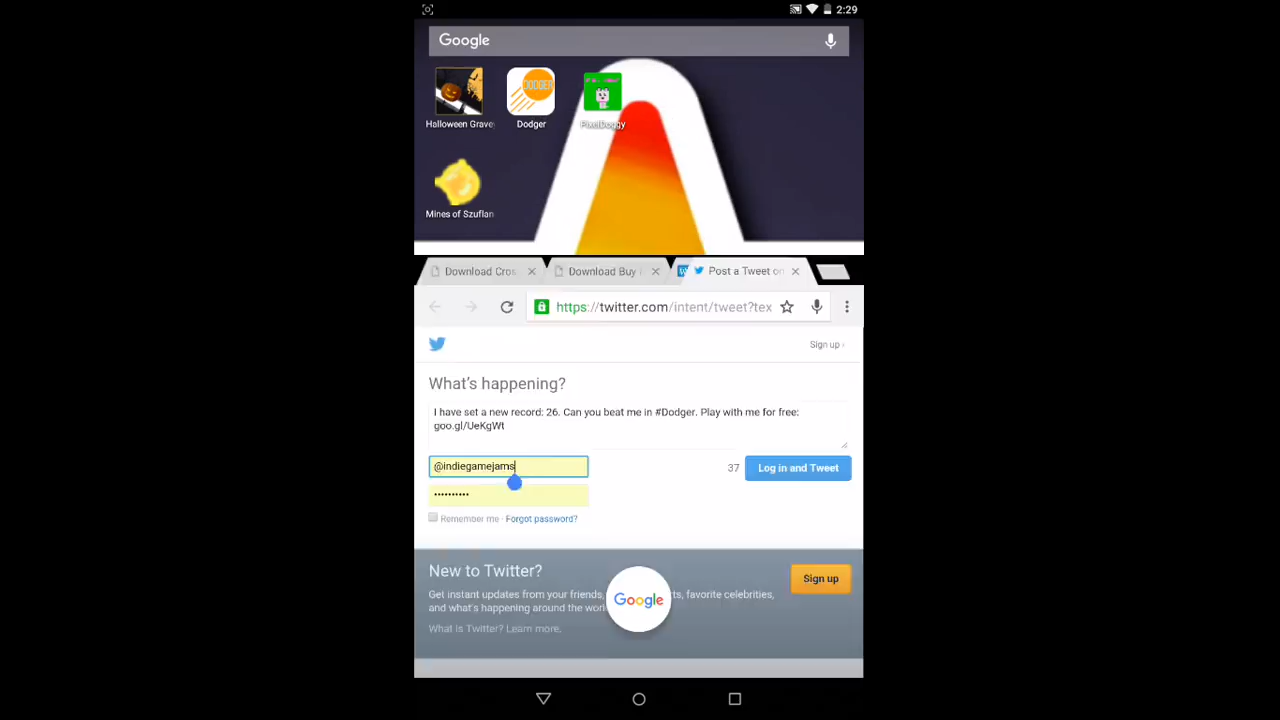 2:29
Google
DODGER
Halloween Grave
Dodger
PixelDoggy
Mines of Szuflan
Download Cros
Download Buy
Post a Tweet on
https://twitter.com/intent/tweet?tex
Sign up ›
What's happening?
I have set a new record: 26. Can you beat me in #Dodger. Play with me for free:
goo.gl/UeKgWt
@indiegamejams
37
Log in and Tweet
••••••••••
Remember me · Forgot password?
New to Twitter?
Sign up
Get instant updates from your friends, rts, favorite celebrities,
and what's happening around the worl
Google
What is Twitter? Learn more.